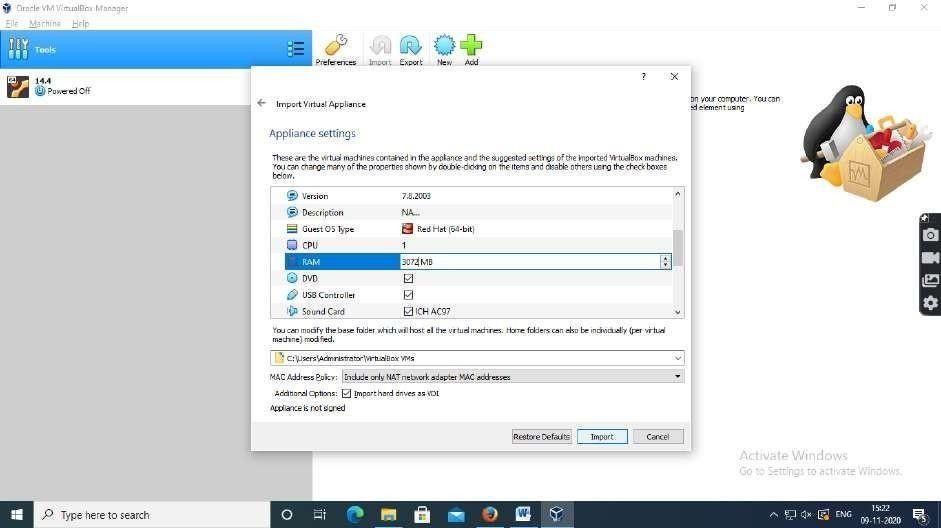 Oracle VM VirtualBox Manager
File Machine Help
Tools
Preferences Import Export New Add
64
14.4
Powered Off
? 
Import Virtual Appliance
on your computer. You can
ed element using
Appliance settings
These are the virtual machines contained in the appliance and the suggested settings of the imported VirtualBox machines.
You can change many of the properties shown by double-clicking on the items and disable others using the check boxes
below.
Version 7.8.2003
Description NA...
Guest OS Type Red Hat (64-bit)
CPU 1
RAM 3072 MB
DVD
USB Controller
Sound Card ICH AC97
You can modify the base folder which will host all the virtual machines. Home folders can also be individually (per virtual
machine) modified.
C:\Users\Administrator\VirtualBox VMs
MAC Address Policy: Include only NAT network adapter MAC addresses
Additional Options: Import hard drives as VDI
Appliance is not signed
Restore Defaults Import Cancel
Activate Windows
Go to Settings to activate Windows.
Type here to search
ENG
15:22
09-11-2020
5